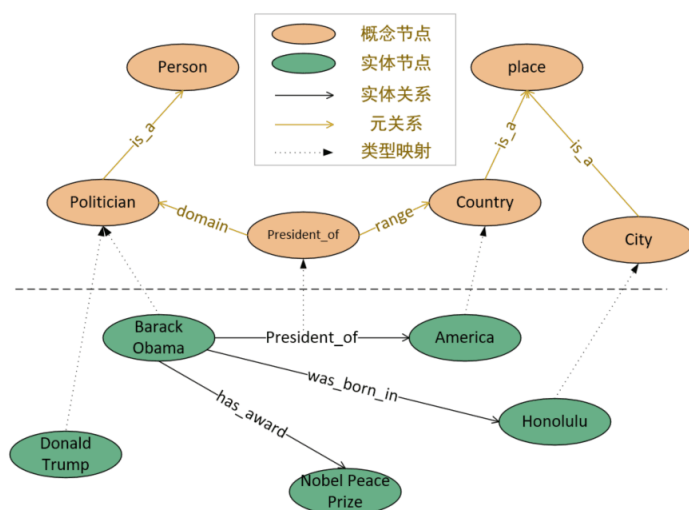 概念节点
Person
place
实体节点
实体关系
元关系
类型映射
is_a
is_a
is_a
Politician
domain
President_of
range
Country
City
Barack
Obama
President_of
America
was_born_in
has_award
Honolulu
Donald
Trump
Nobel Peace
Prize